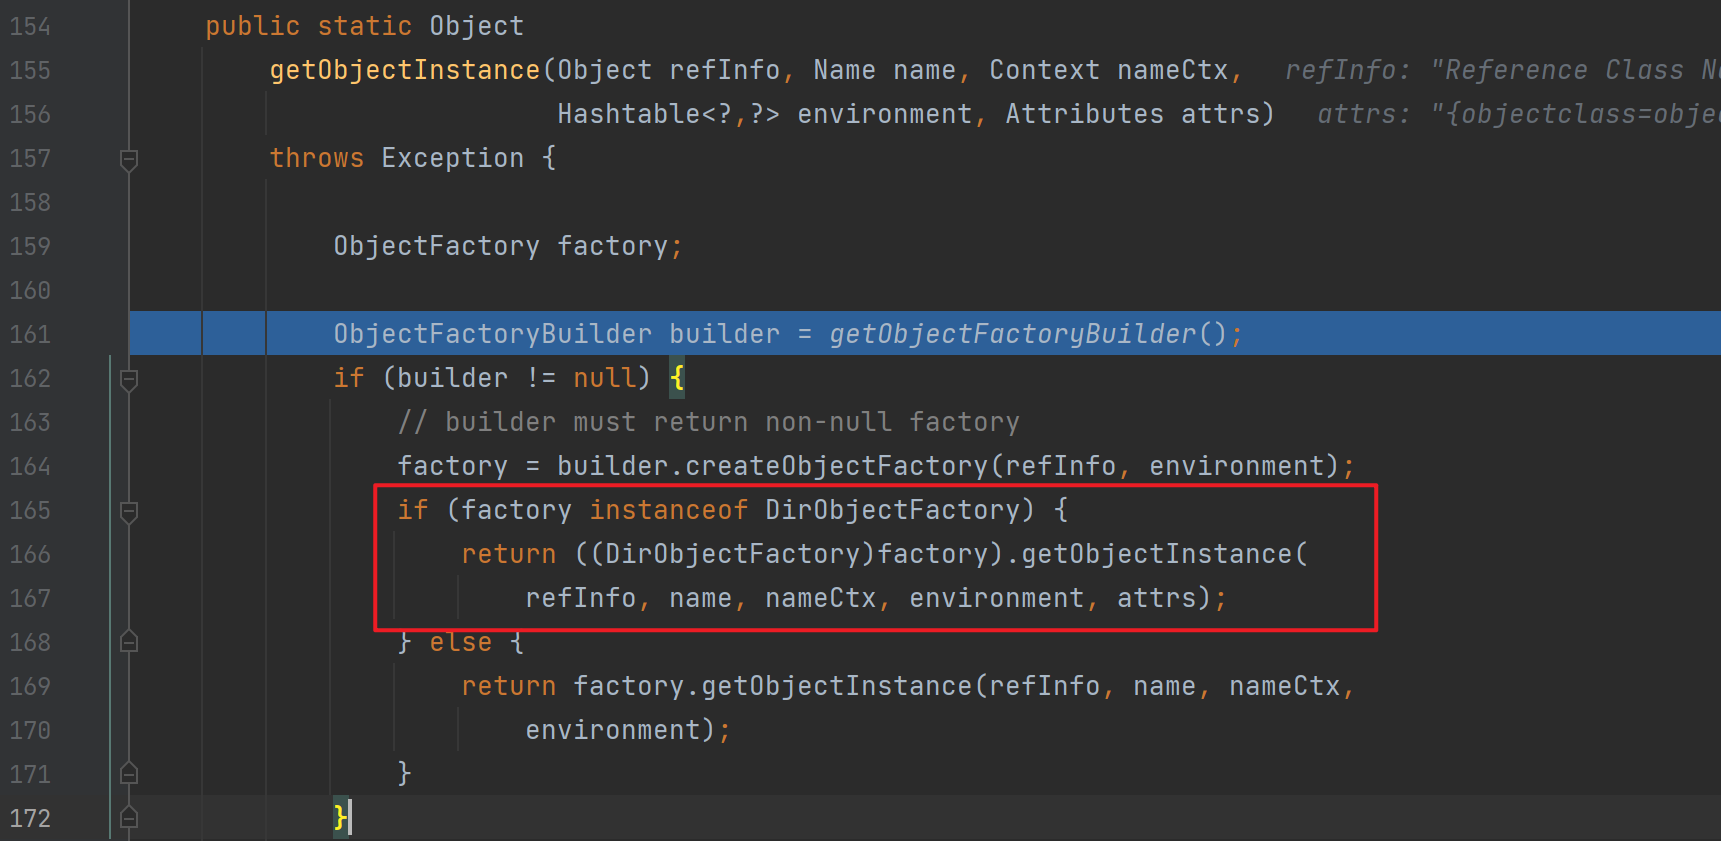 154 public static Object
155 getObjectInstance(Object refInfo, Name name, Context nameCtx, refInfo: "Reference Class
156 Hashtable<?,?> environment, Attributes attrs) attrs: "{objectclass=
157 throws Exception {
158
159 ObjectFactory factory;
160
161 ObjectFactoryBuilder builder = getObjectFactoryBuilder();
162 if (builder != null) {
163 // builder must return non-null factory
164 factory = builder.createObjectFactory(refInfo, environment);
165 if (factory instanceof DirObjectFactory) {
166 return ((DirObjectFactory)factory).getObjectInstance(
167 refInfo, name, nameCtx, environment, attrs);
168 } else {
169 return factory.getObjectInstance(refInfo, name, nameCtx,
170 environment);
171 }
172 }